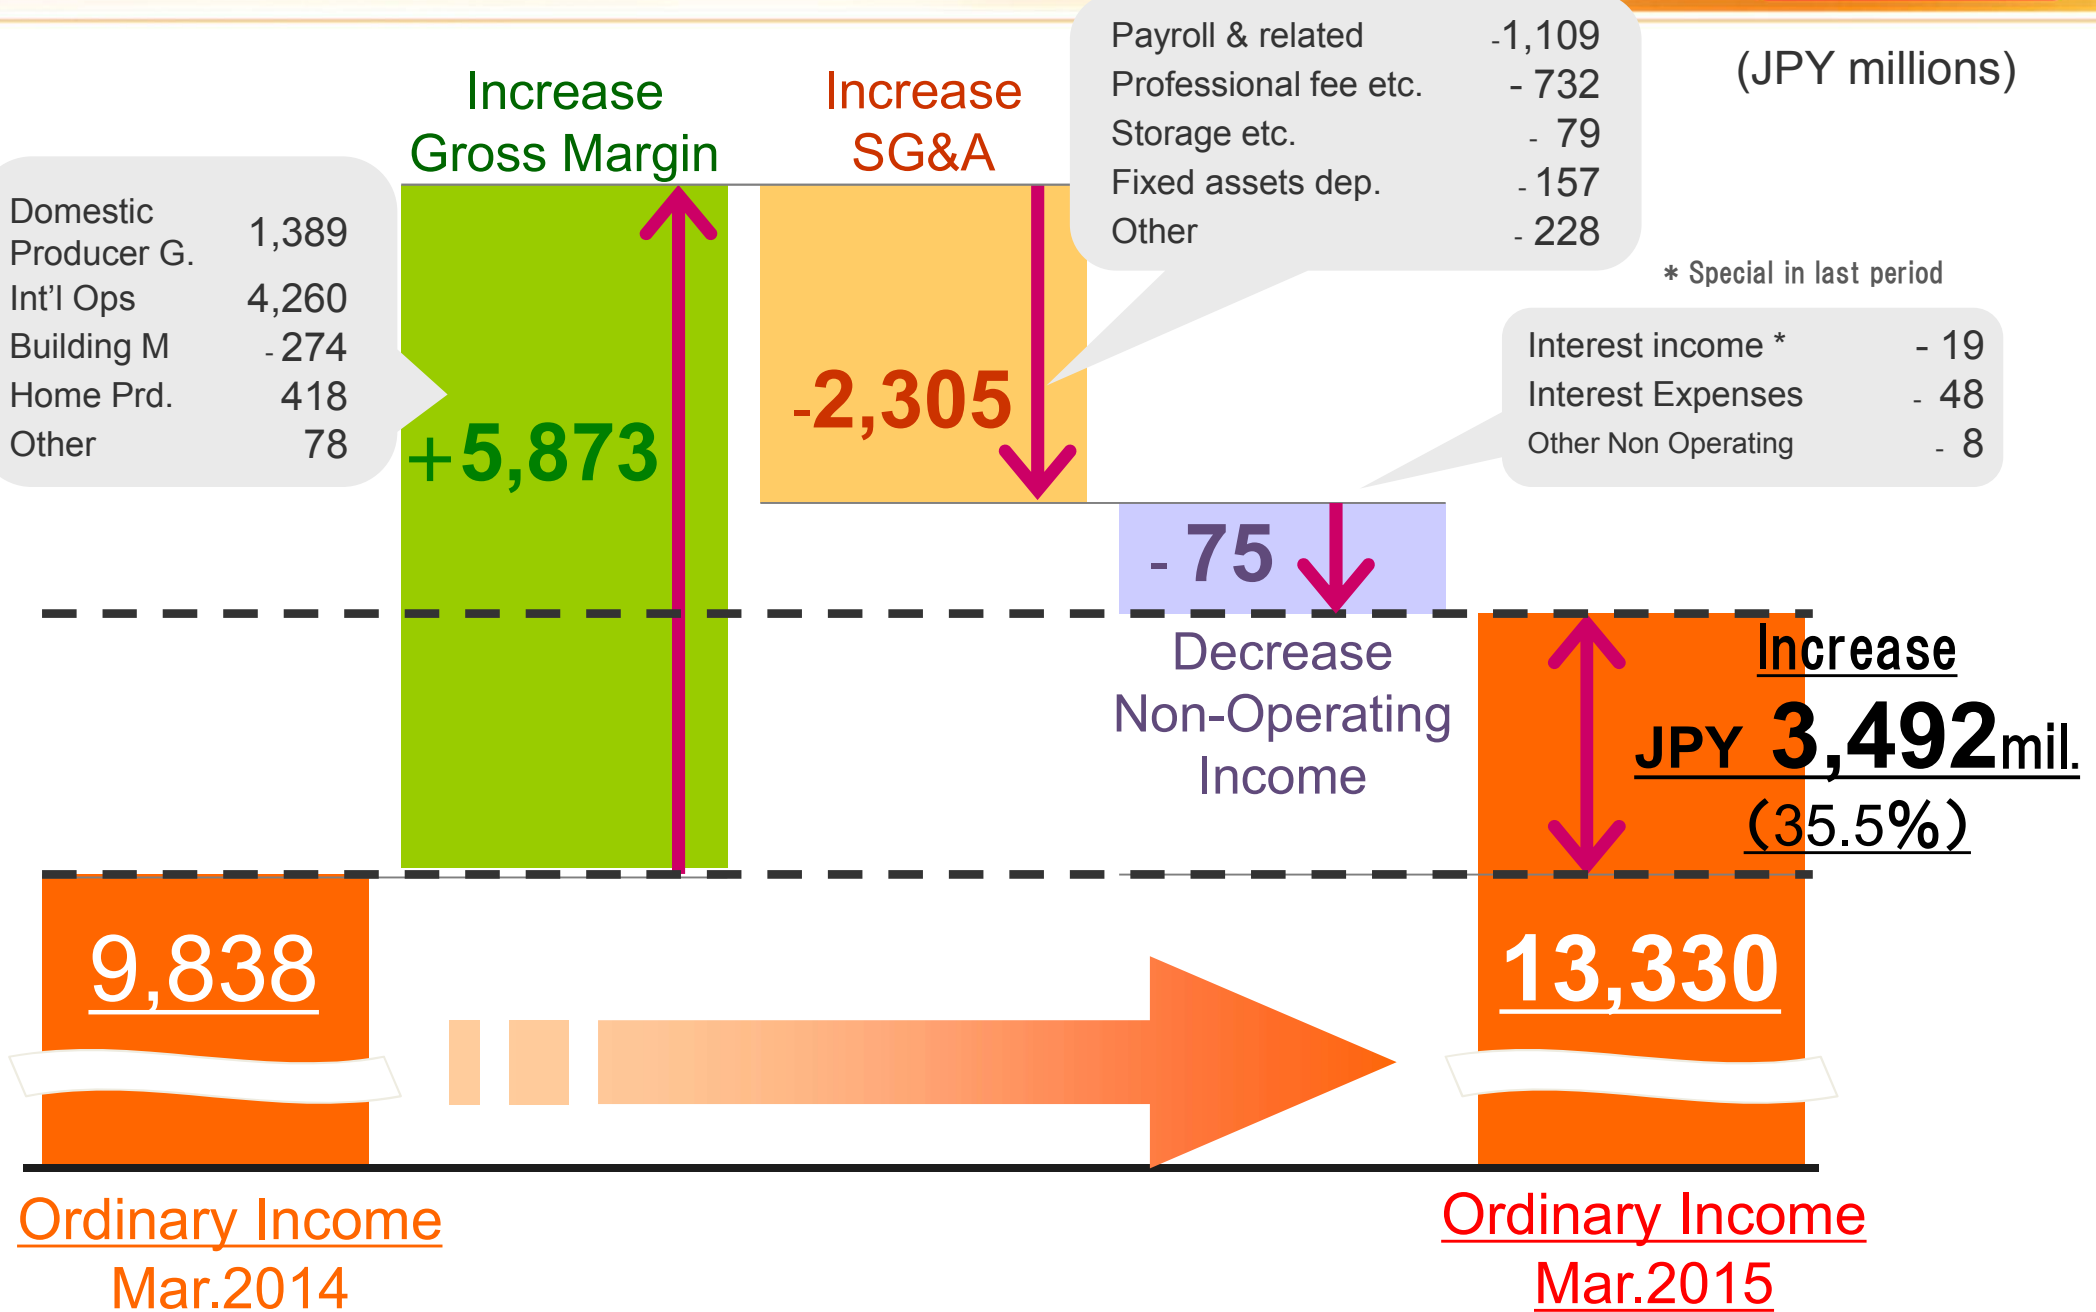 (JPY millions)
Payroll & related -1,109
Professional fee etc. - 732
Storage etc. - 79
Fixed assets dep. - 157
Other - 228
Increase
Gross Margin
Increase
SG&A
Domestic
Producer G. 1,389
Int'l Ops 4,260
Building M - 274
Home Prd. 418
Other 78
* Special in last period
Interest income * - 19
Interest Expenses - 48
Other Non Operating - 8
+5,873
-2,305
- 75
Decrease
Non-Operating
Income
Increase
JPY 3,492mil.
(35.5%)
9,838
13,330
Ordinary Income
Mar.2014
Ordinary Income
Mar.2015